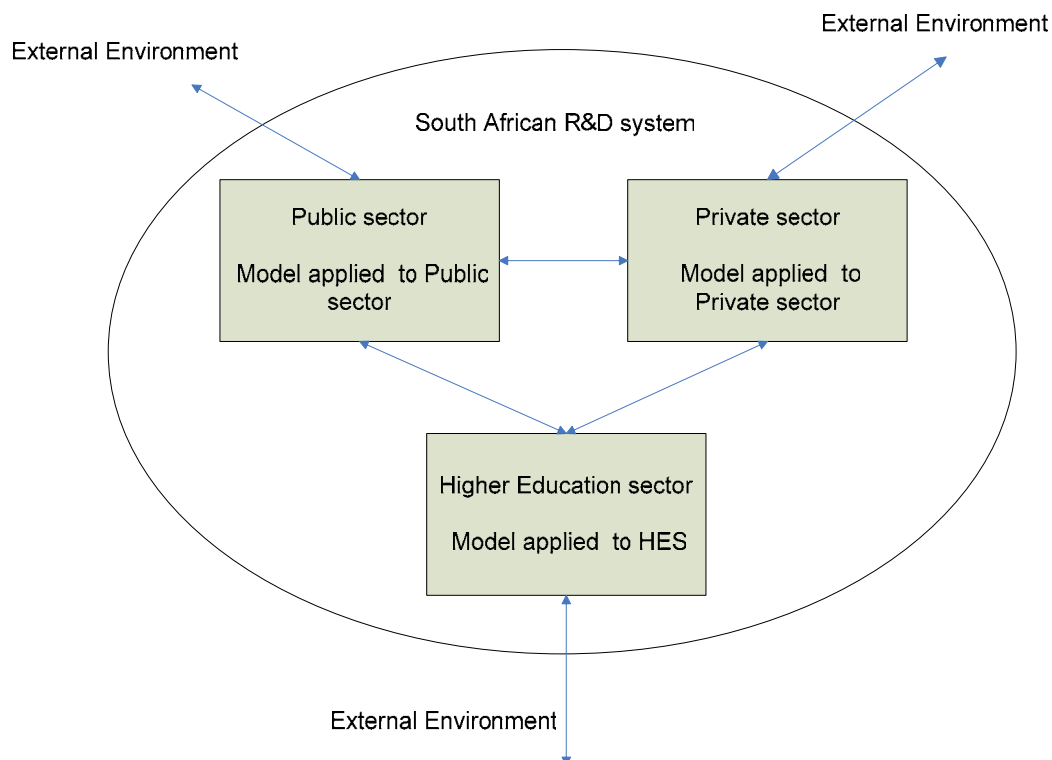 External Environment
External Environment
South African R&D system
Public sector
Model applied to Public
sector
Private sector
Model applied to
Private sector
Higher Education sector
Model applied to HES
External Environment